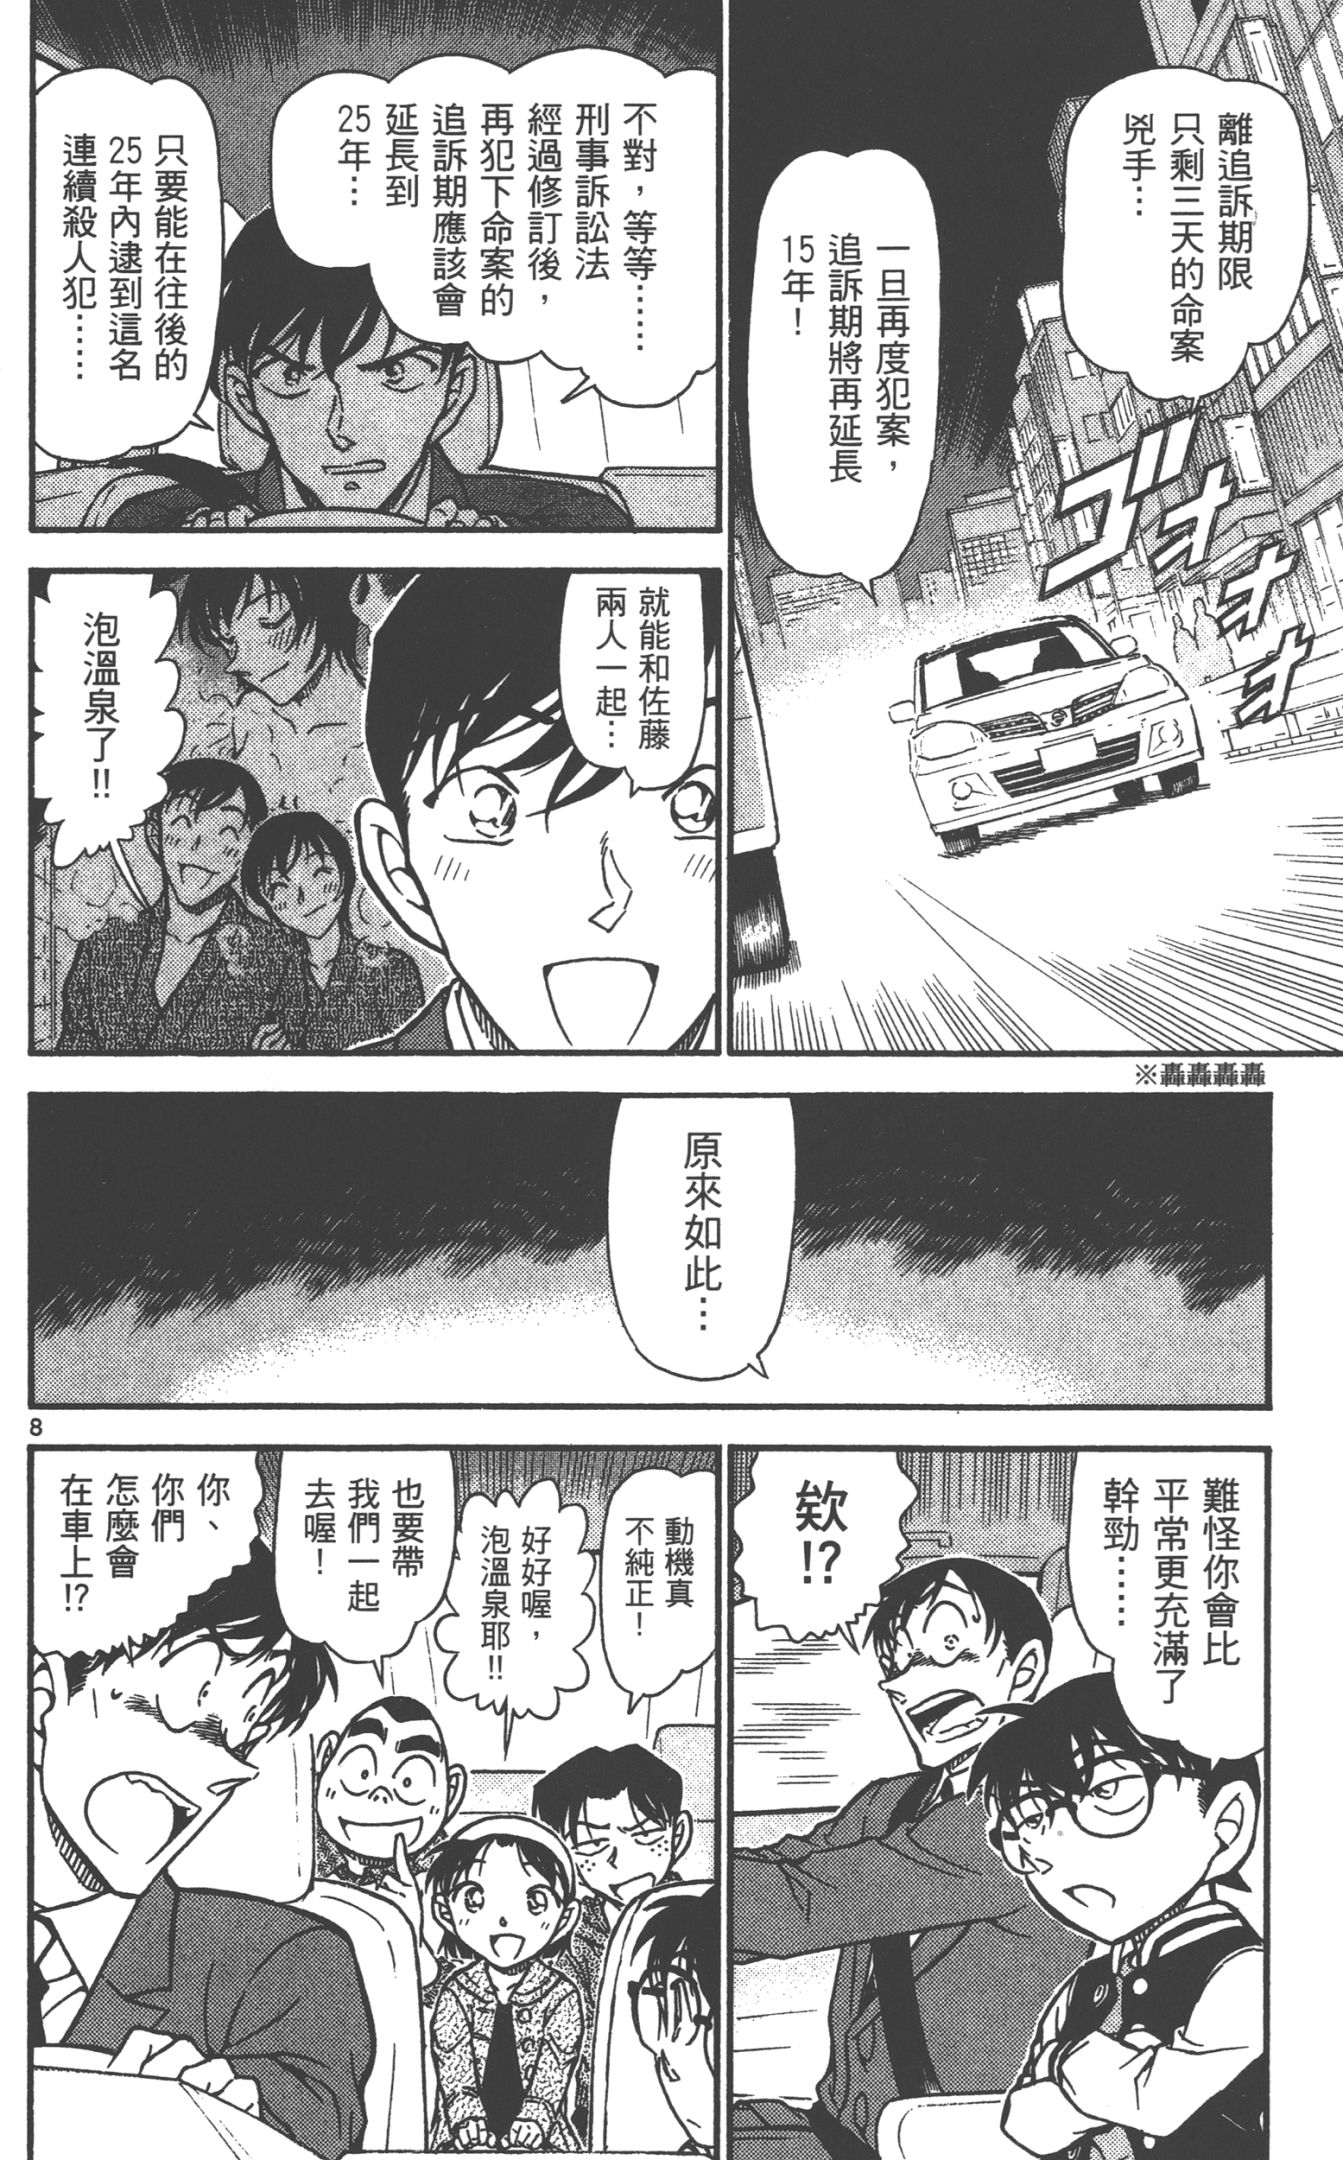 離追訴期限
只剩三天的命案
兇手…
一旦再度犯案，
追訴期將再延長
15年！
ゴオオオ
※轟轟轟轟
不對，等等……
刑事訴訟法
經過修訂後，
再犯下命案的
追訴期應該會
延長到
25年…
只要能在往後的
25年內逮到這名
連續殺人犯……
就能和佐藤
兩人一起…
泡溫泉了!!
原來如此…
8
難怪你會比
平常更充滿了
幹勁……
欸!?
動機真
不純正！
好好喔，
泡溫泉耶!!
也要帶
我們一起
去喔！
你、
你們
怎麼會
在車上!?